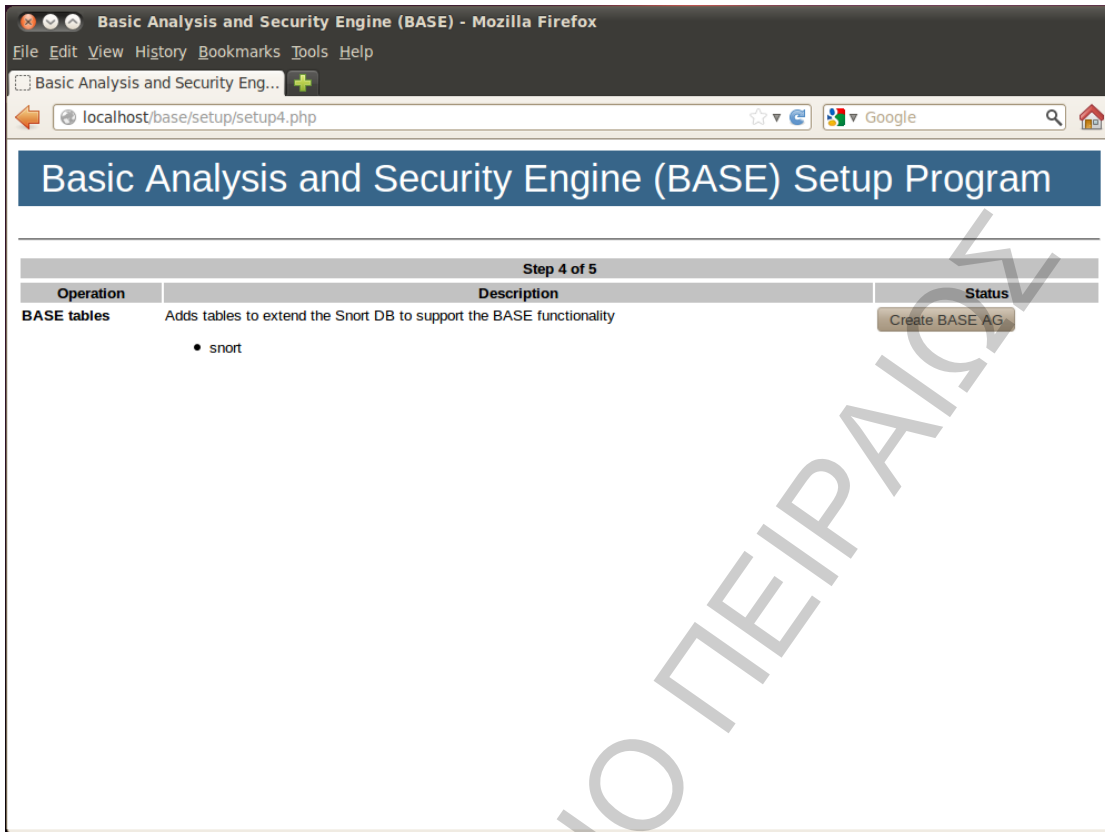 Basic Analysis and Security Engine (BASE) - Mozilla Firefox
File Edit View History Bookmarks Tools Help
Basic Analysis and Security Eng...
localhost/base/setup/setup4.php
Google
Basic Analysis and Security Engine (BASE) Setup Program
Step 4 of 5
Operation Description Status
BASE tables Adds tables to extend the Snort DB to support the BASE functionality Create BASE AG
• snort
ΝΟ ΠΕΙΡΑΙΩΣ